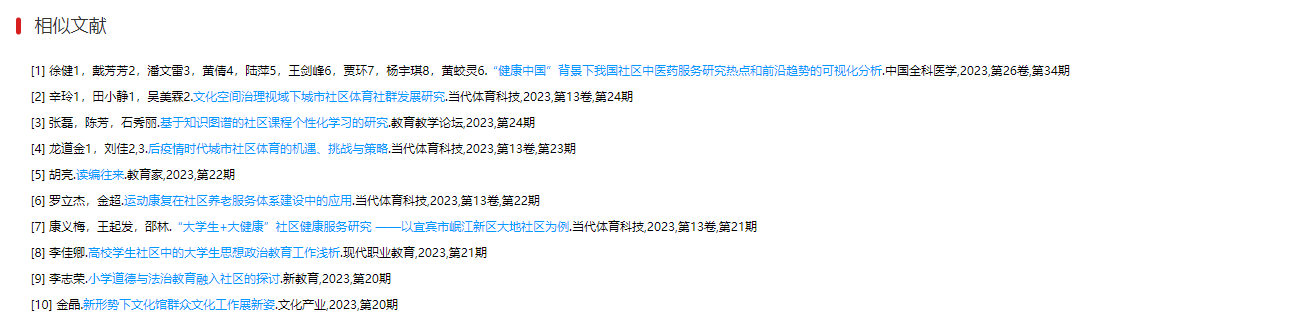 相似文献
[1] 徐健1，戴芳芳2，潘文雷3，黄倩4，陆萍5，王剑峰6，贾环7，杨宇琪8，黄皎灵6.“健康中国”背景下我国社区中医药服务研究热点和前沿趋势的可视化分析.中国全科医学,2023,第26卷,第34期
[2] 辛玲1，田小静1，吴美霖2.文化空间治理视域下城市社区体育社群发展研究.当代体育科技,2023,第13卷,第24期
[3] 张磊，陈芳，石秀丽.基于知识图谱的社区课程个性化学习的研究.教育教学论坛,2023,第24期
[4] 龙道金1，刘佳2,3.后疫情时代城市社区体育的机遇、挑战与策略.当代体育科技,2023,第13卷,第23期
[5] 胡亮.读编往来.教育家,2023,第22期
[6] 罗立杰，金超.运动康复在社区养老服务体系建设中的应用.当代体育科技,2023,第13卷,第22期
[7] 康义梅，王起发，邵林.“大学生+大健康”社区健康服务研究 ——以宜宾市岷江新区大地社区为例.当代体育科技,2023,第13卷,第21期
[8] 李佳卿.高校学生社区中的大学生思想政治教育工作浅析.现代职业教育,2023,第21期
[9] 李志荣.小学道德与法治教育融入社区的探讨.新教育,2023,第20期
[10] 金晶.新形势下文化馆群众文化工作展新姿.文化产业,2023,第20期